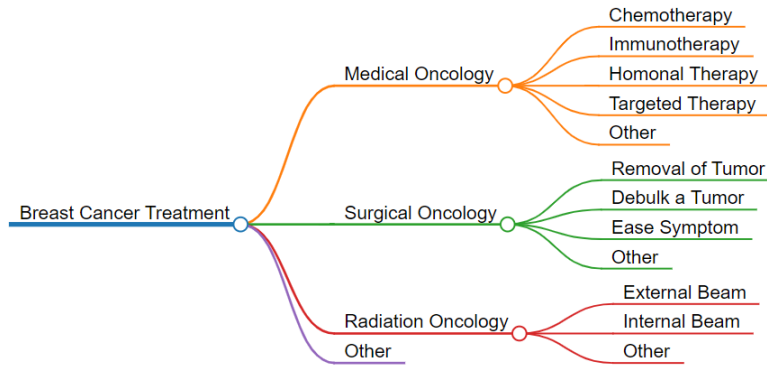 Breast Cancer Treatment
Medical Oncology
Chemotherapy
Immunotherapy
Homonal Therapy
Targeted Therapy
Other
Surgical Oncology
Removal of Tumor
Debulk a Tumor
Ease Symptom
Other
Radiation Oncology
External Beam
Internal Beam
Other
Other